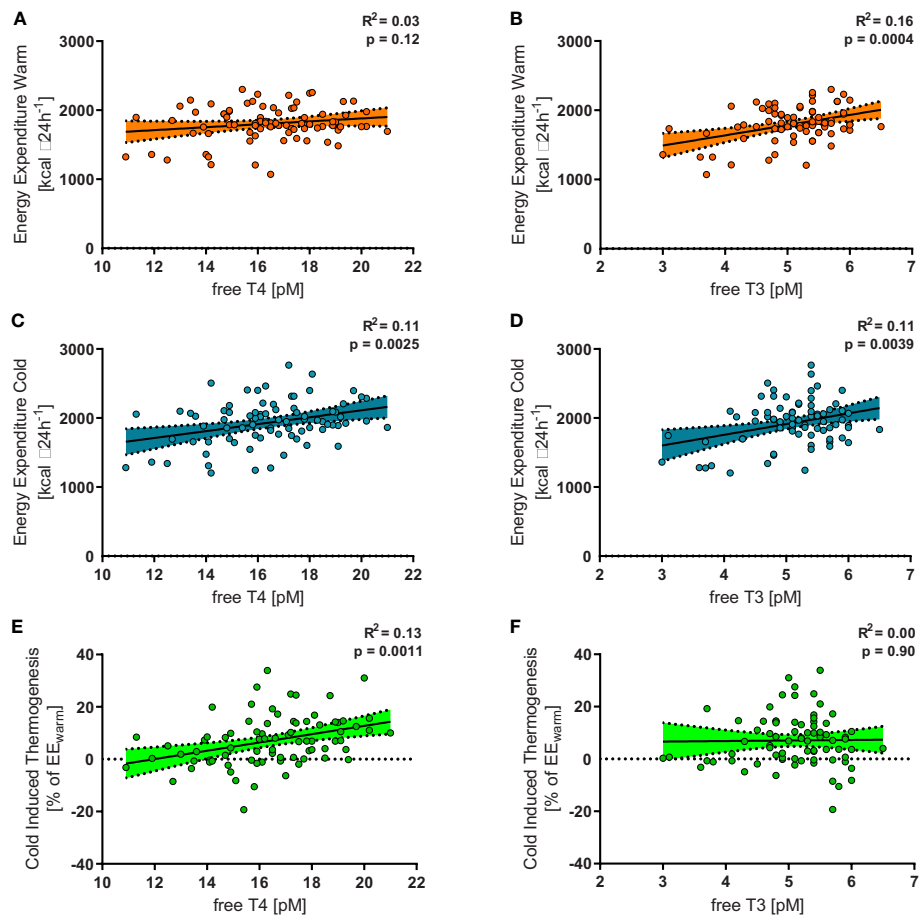 A
R² = 0.03
p = 0.12
Energy Expenditure Warm
[kcal □24h⁻¹]
3000
2000
1000
0
10 12 14 16 18 20 22
free T4 [pM]
B
R² = 0.16
p = 0.0004
Energy Expenditure Warm
[kcal □24h⁻¹]
3000
2000
1000
0
2 3 4 5 6 7
free T3 [pM]
C
R² = 0.11
p = 0.0025
Energy Expenditure Cold
[kcal □24h⁻¹]
3000
2000
1000
0
10 12 14 16 18 20 22
free T4 [pM]
D
R² = 0.11
p = 0.0039
Energy Expenditure Cold
[kcal □24h⁻¹]
3000
2000
1000
0
2 3 4 5 6 7
free T3 [pM]
E
R² = 0.13
p = 0.0011
Cold Induced Thermogenesis
[% of EEwarm]
40
20
0
-20
-40
10 12 14 16 18 20 22
free T4 [pM]
F
R² = 0.00
p = 0.90
Cold Induced Thermogenesis
[% of EEwarm]
40
20
0
-20
-40
2 3 4 5 6 7
free T3 [pM]